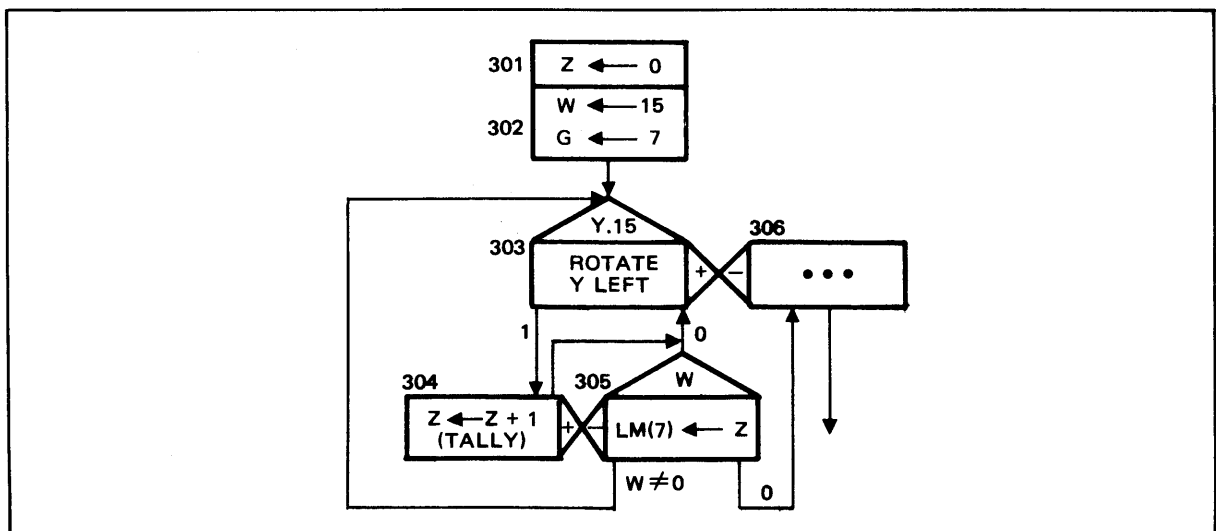 301
Z ← 0
302
W ← 15
G ← 7
Y.15
303
ROTATE
Y LEFT
+ −
306
• • •
1
0
304
Z ← Z + 1
(TALLY)
+ −
305
W
LM(7) ← Z
W ≠ 0
0